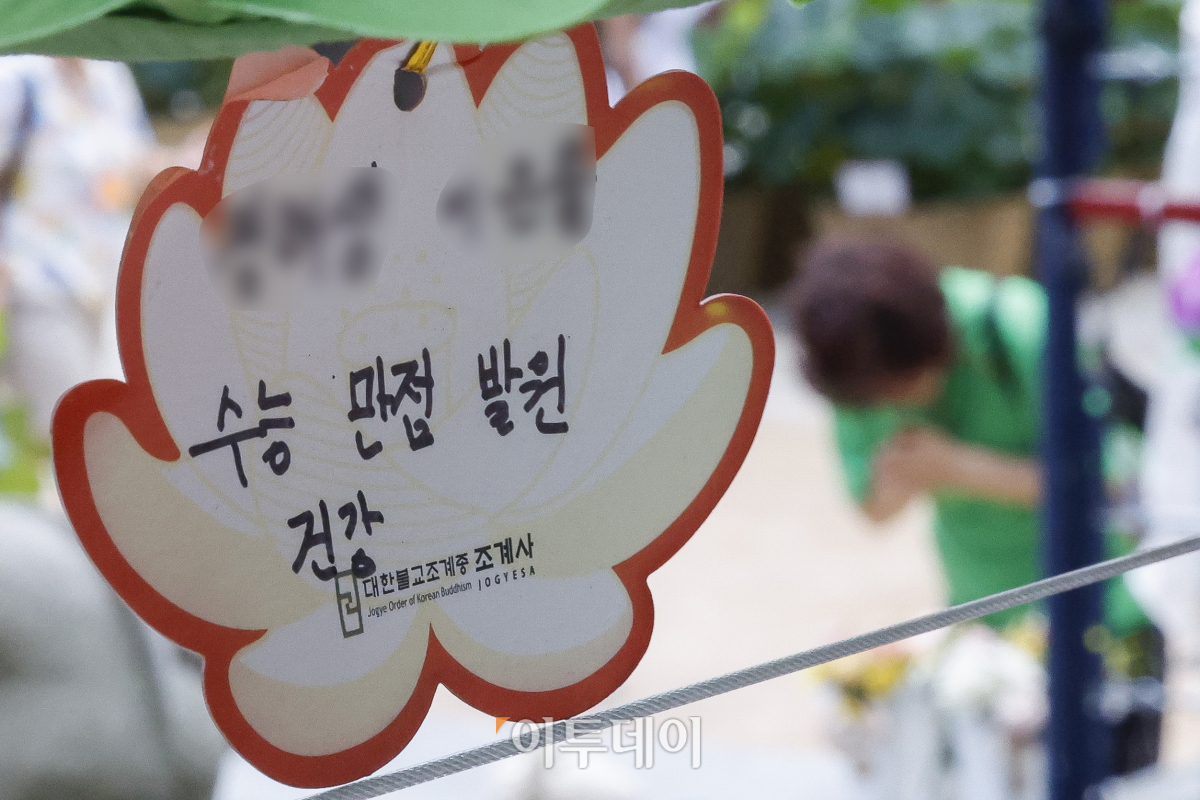 수능 만점 발원
건강
대한불교조계종 조계사
Jogye Order of Korean Buddhism JOGYESA
이투데이